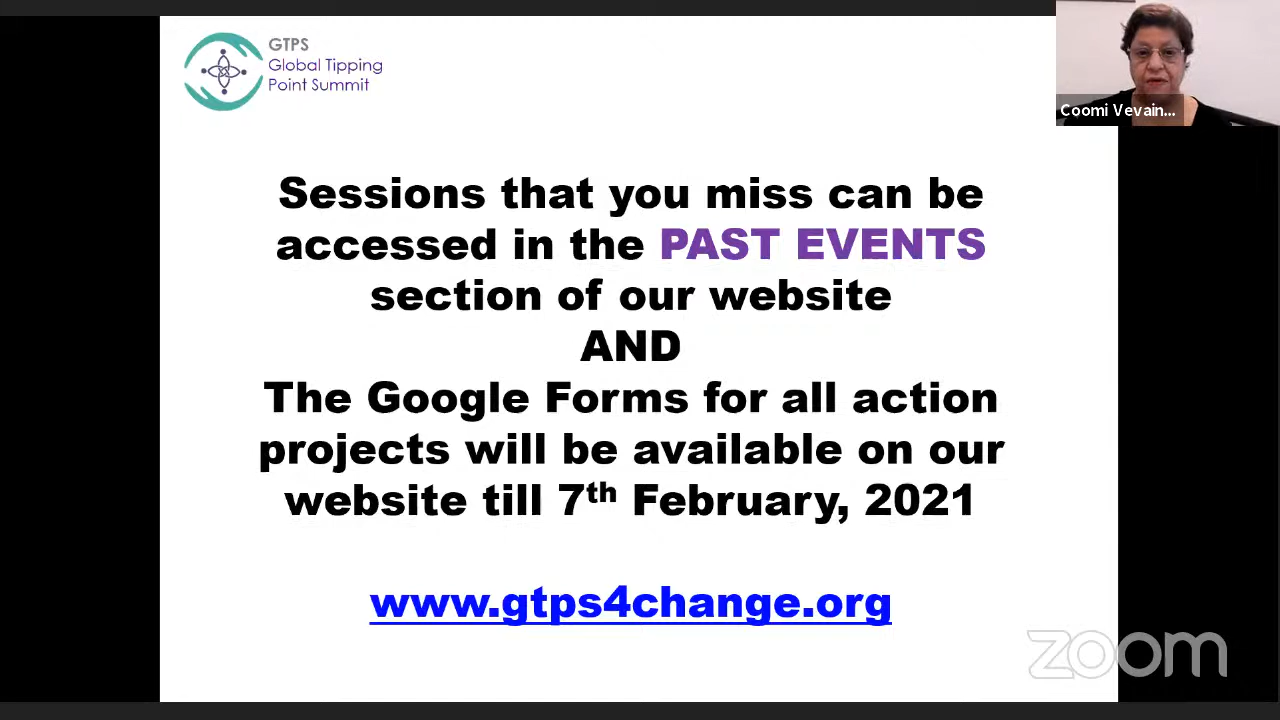 GTPS
Global Tipping
Point Summit
Coomi Vevain...
Sessions that you miss can be
accessed in the PAST EVENTS
section of our website
AND
The Google Forms for all action
projects will be available on our
website till 7th February, 2021
www.gtps4change.org
zoom